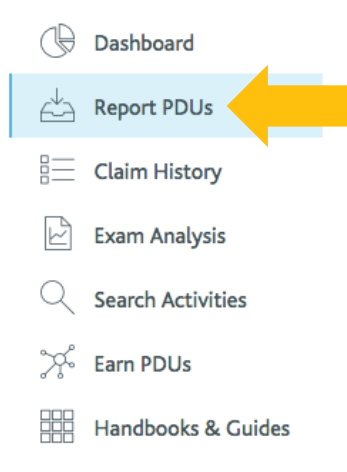 Dashboard
Report PDUs
Claim History
Exam Analysis
Search Activities
Earn PDUs
Handbooks & Guides